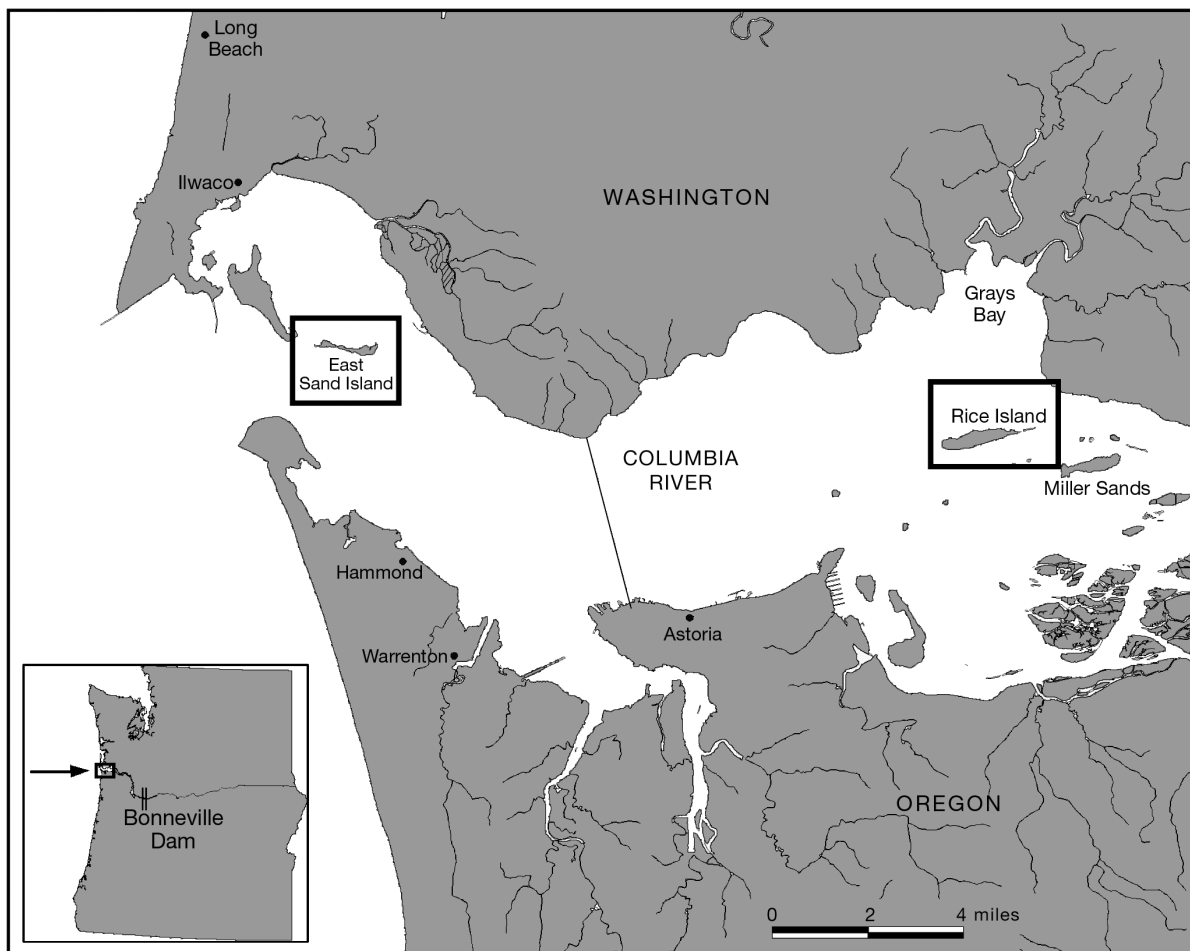 Long
Beach
Ilwaco
WASHINGTON
Grays
Bay
East
Sand Island
Rice Island
COLUMBIA
RIVER
Miller Sands
Hammond
Astoria
Warrenton
OREGON
Bonneville
Dam
0 2 4 miles